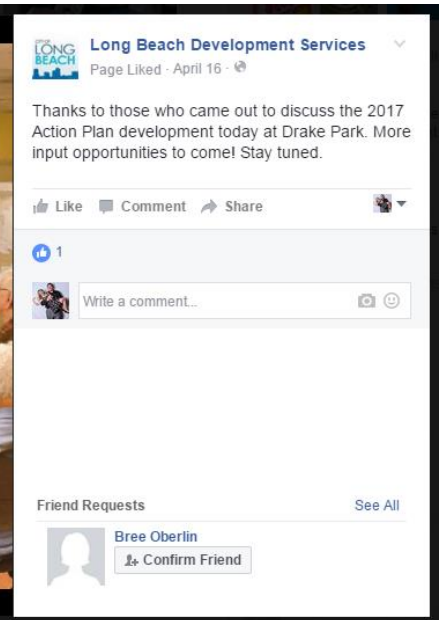 CITY OF
LONG
BEACH
Long Beach Development Services
Page Liked · April 16 ·
Thanks to those who came out to discuss the 2017
Action Plan development today at Drake Park. More
input opportunities to come! Stay tuned.
Like Comment Share
1
Write a comment...
Friend Requests See All
Bree Oberlin
Confirm Friend